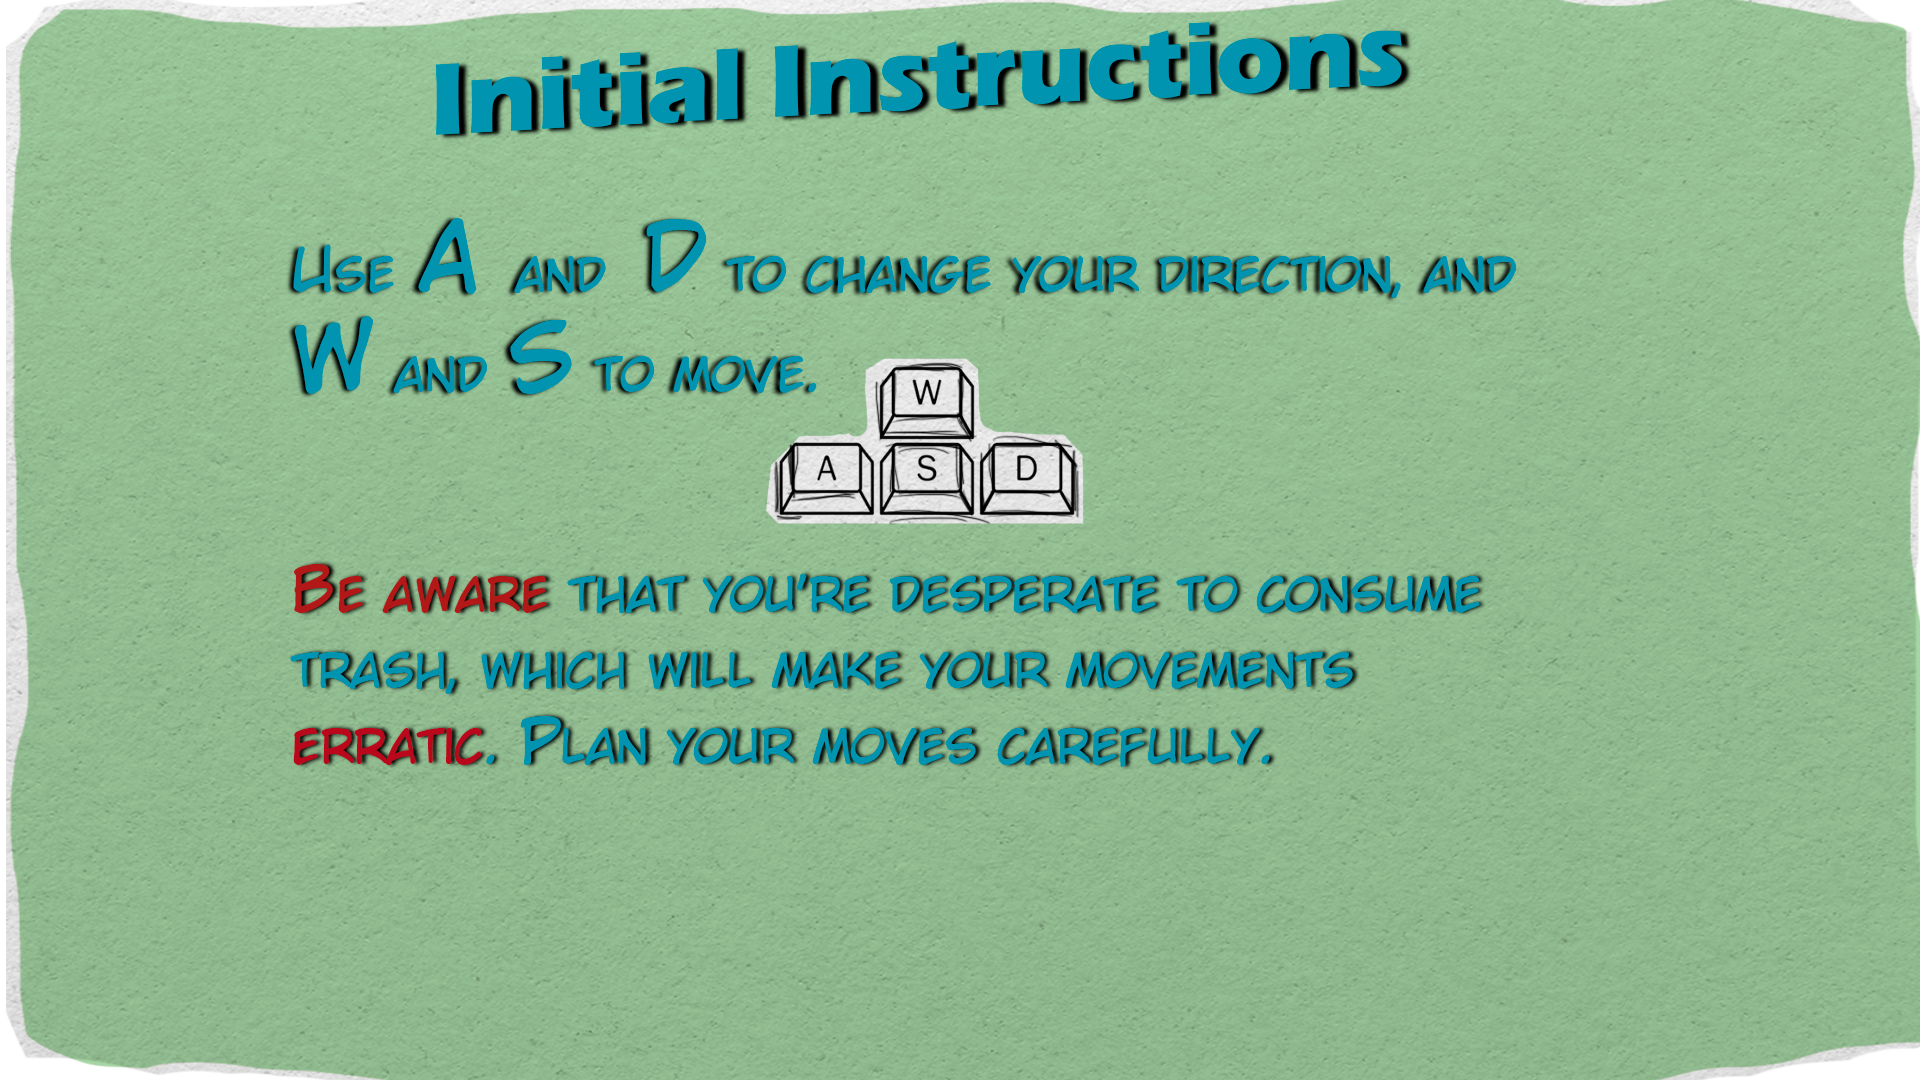 Initial Instructions
Use A and D to change your direction, and
W and S to move.
W
A S D
Be aware that you're desperate to consume
trash, which will make your movements
erratic. Plan your moves carefully.